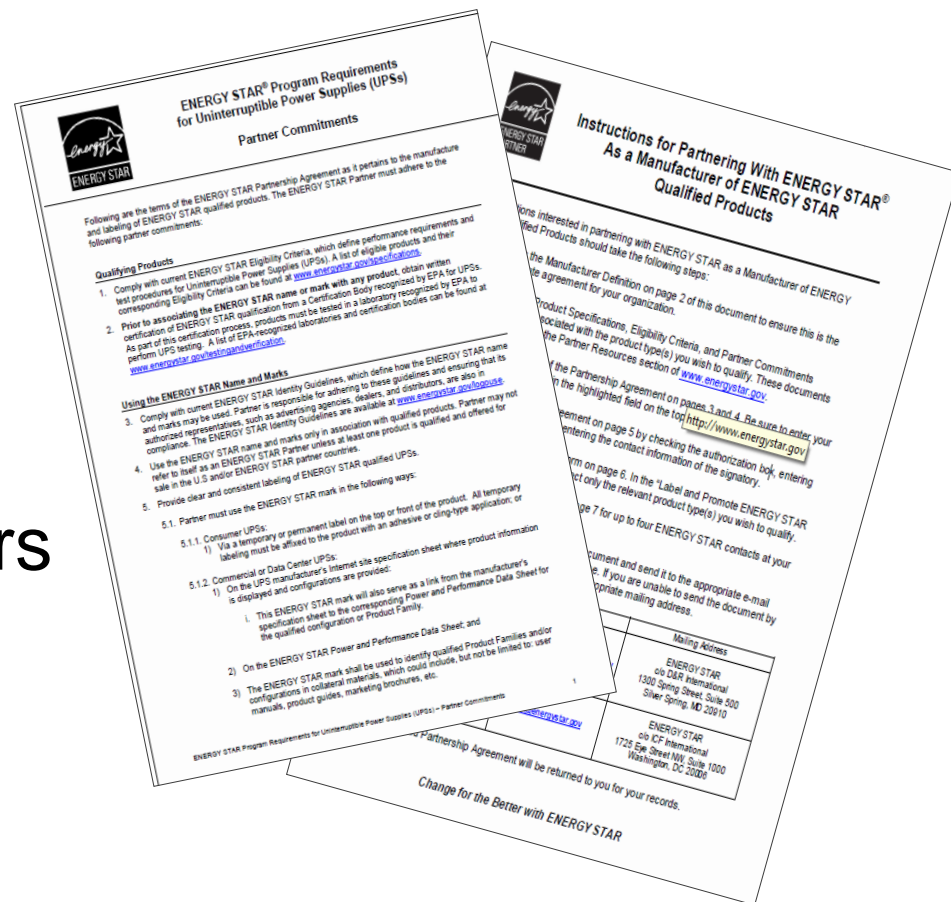 rs
energy
ENERGY STAR
ENERGY STAR® Program Requirements
for Uninterruptible Power Supplies (UPSs)
Partner Commitments
Following are the terms of the ENERGY STAR Partnership Agreement as it pertains to the manufacture
and labeling of ENERGY STAR qualified products. The ENERGY STAR Partner must adhere to the
following partner commitments:
Qualifying Products
1. Comply with current ENERGY STAR Eligibility Criteria, which define performance requirements and
test procedures for Uninterruptible Power Supplies (UPSs). A list of eligible products and their
corresponding Eligibility Criteria can be found at www.energystar.gov/specifications.
2. Prior to associating the ENERGY STAR name or mark with any product, obtain written
certification of ENERGY STAR qualification from a Certification Body recognized by EPA for UPSs.
As part of this certification process, products must be tested in a laboratory recognized by EPA to
perform UPS testing. A list of EPA-recognized laboratories and certification bodies can be found at
www.energystar.gov/testingandverification.
Using the ENERGY STAR Name and Marks
3. Comply with current ENERGY STAR Identity Guidelines, which define how the ENERGY STAR name
and marks may be used. Partner is responsible for adhering to these guidelines and ensuring that its
authorized representatives, such as advertising agencies, dealers, and distributors, are also in
compliance. The ENERGY STAR Identity Guidelines are available at www.energystar.gov/logouse.
4. Use the ENERGY STAR name and marks only in association with qualified products. Partner may not
refer to itself as an ENERGY STAR Partner unless at least one product is qualified and offered for
sale in the U.S and/or ENERGY STAR partner countries.
5. Provide clear and consistent labeling of ENERGY STAR qualified UPSs.
5.1. Partner must use the ENERGY STAR mark in the following ways:
5.1.1. Consumer UPSs:
1) Via a temporary or permanent label on the top or front of the product. All temporary
labeling must be affixed to the product with an adhesive or cling-type application; or
5.1.2. Commercial or Data Center UPSs:
1) On the UPS manufacturer's Internet site specification sheet where product information
is displayed and configurations are provided:
i. This ENERGY STAR mark will also serve as a link from the manufacturer's
specification sheet to the corresponding Power and Performance Data Sheet for
the qualified configuration or Product Family.
2) On the ENERGY STAR Power and Performance Data Sheet; and
3) The ENERGY STAR mark shall be used to identify qualified Product Families and/or
configurations in collateral materials, which could include, but not be limited to: user
manuals, product guides, marketing brochures, etc.
ENERGY STAR Program Requirements for Uninterruptible Power Supplies (UPSs) – Partner Commitments 1
energy
Instructions for Partnering With ENERGY STAR®
As a Manufacturer of ENERGY STAR
Qualified Products
interested in partnering with ENERGY STAR as a Manufacturer of ENERGY
Products should take the following steps:
the Manufacturer Definition on page 2 of this document to ensure this is the
agreement for your organization.
Product Specifications, Eligibility Criteria, and Partner Commitments
associated with the product type(s) you wish to qualify. These documents
the Partner Resources section of www.energystar.gov.
of the Partnership Agreement on pages 3 and 4. Be sure to enter your
in the highlighted field on the top
http://www.energystar.gov
on page 5 by checking the authorization box, entering
entering the contact information of the signatory.
on page 6. In the "Label and Promote ENERGY STAR
only the relevant product type(s) you wish to qualify.
7 for up to four ENERGY STAR contacts at your
and send it to the appropriate e-mail
If you are unable to send the document by
mailing address.
Mailing Address
ENERGY STAR
c/o D&R International
1300 Spring Street, Suite 500
Silver Spring, MD 20910
ENERGY STAR
c/o ICF International
1725 Eye Street NW, Suite 1000
Washington, DC 20006
Partnership Agreement will be returned to you for your records.
Change for the Better with ENERGY STAR